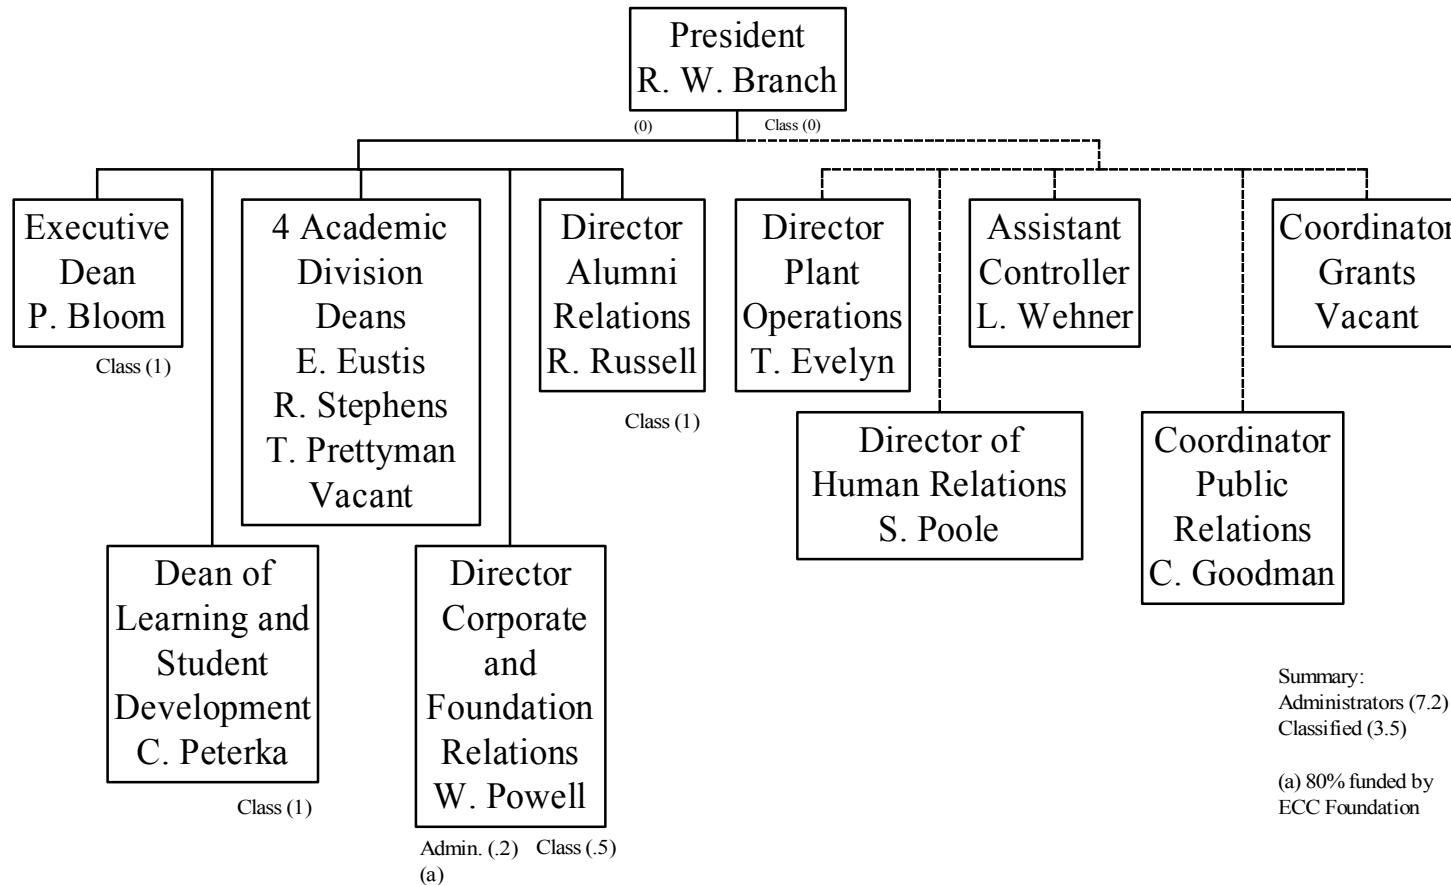 President
R. W. Branch
(0)
Class (0)
Executive
Dean
P. Bloom
Class (1)
4 Academic
Division
Deans
E. Eustis
R. Stephens
T. Prettyman
Vacant
Director
Alumni
Relations
R. Russell
Class (1)
Director
Plant
Operations
T. Evelyn
Assistant
Controller
L. Wehner
Coordinator
Grants
Vacant
Director of
Human Relations
S. Poole
Coordinator
Public
Relations
C. Goodman
Dean of
Learning and
Student
Development
C. Peterka
Class (1)
Director
Corporate
and
Foundation
Relations
W. Powell
Admin. (.2)
Class (.5)
(a)
Summary:
Administrators (7.2)
Classified (3.5)
(a) 80% funded by
ECC Foundation